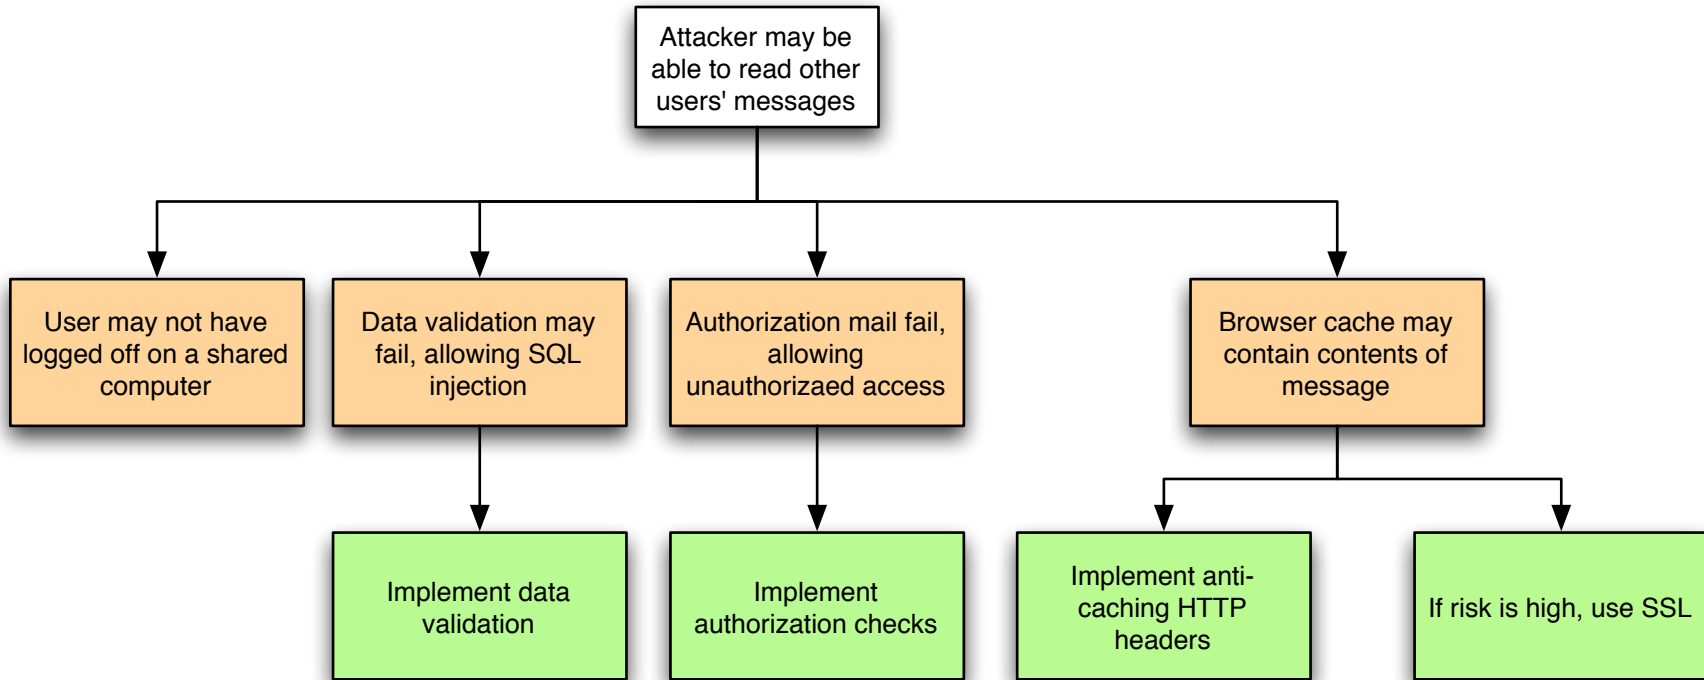 Attacker may be
able to read other
users' messages
User may not have
logged off on a shared
computer
Data validation may
fail, allowing SQL
injection
Authorization mail fail,
allowing
unauthorizaed access
Browser cache may
contain contents of
message
Implement data
validation
Implement
authorization checks
Implement anti-
caching HTTP
headers
If risk is high, use SSL